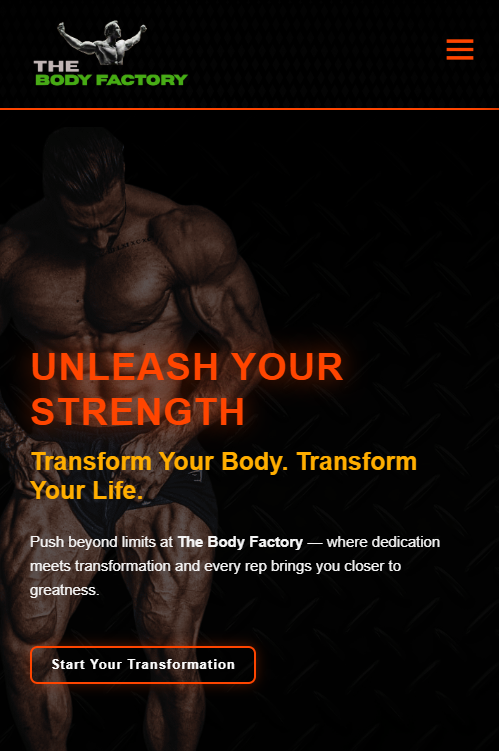 THE
BODY FACTORY
UNLEASH YOUR
STRENGTH
Transform Your Body. Transform
Your Life.
Push beyond limits at The Body Factory — where dedication
meets transformation and every rep brings you closer to
greatness.
Start Your Transformation